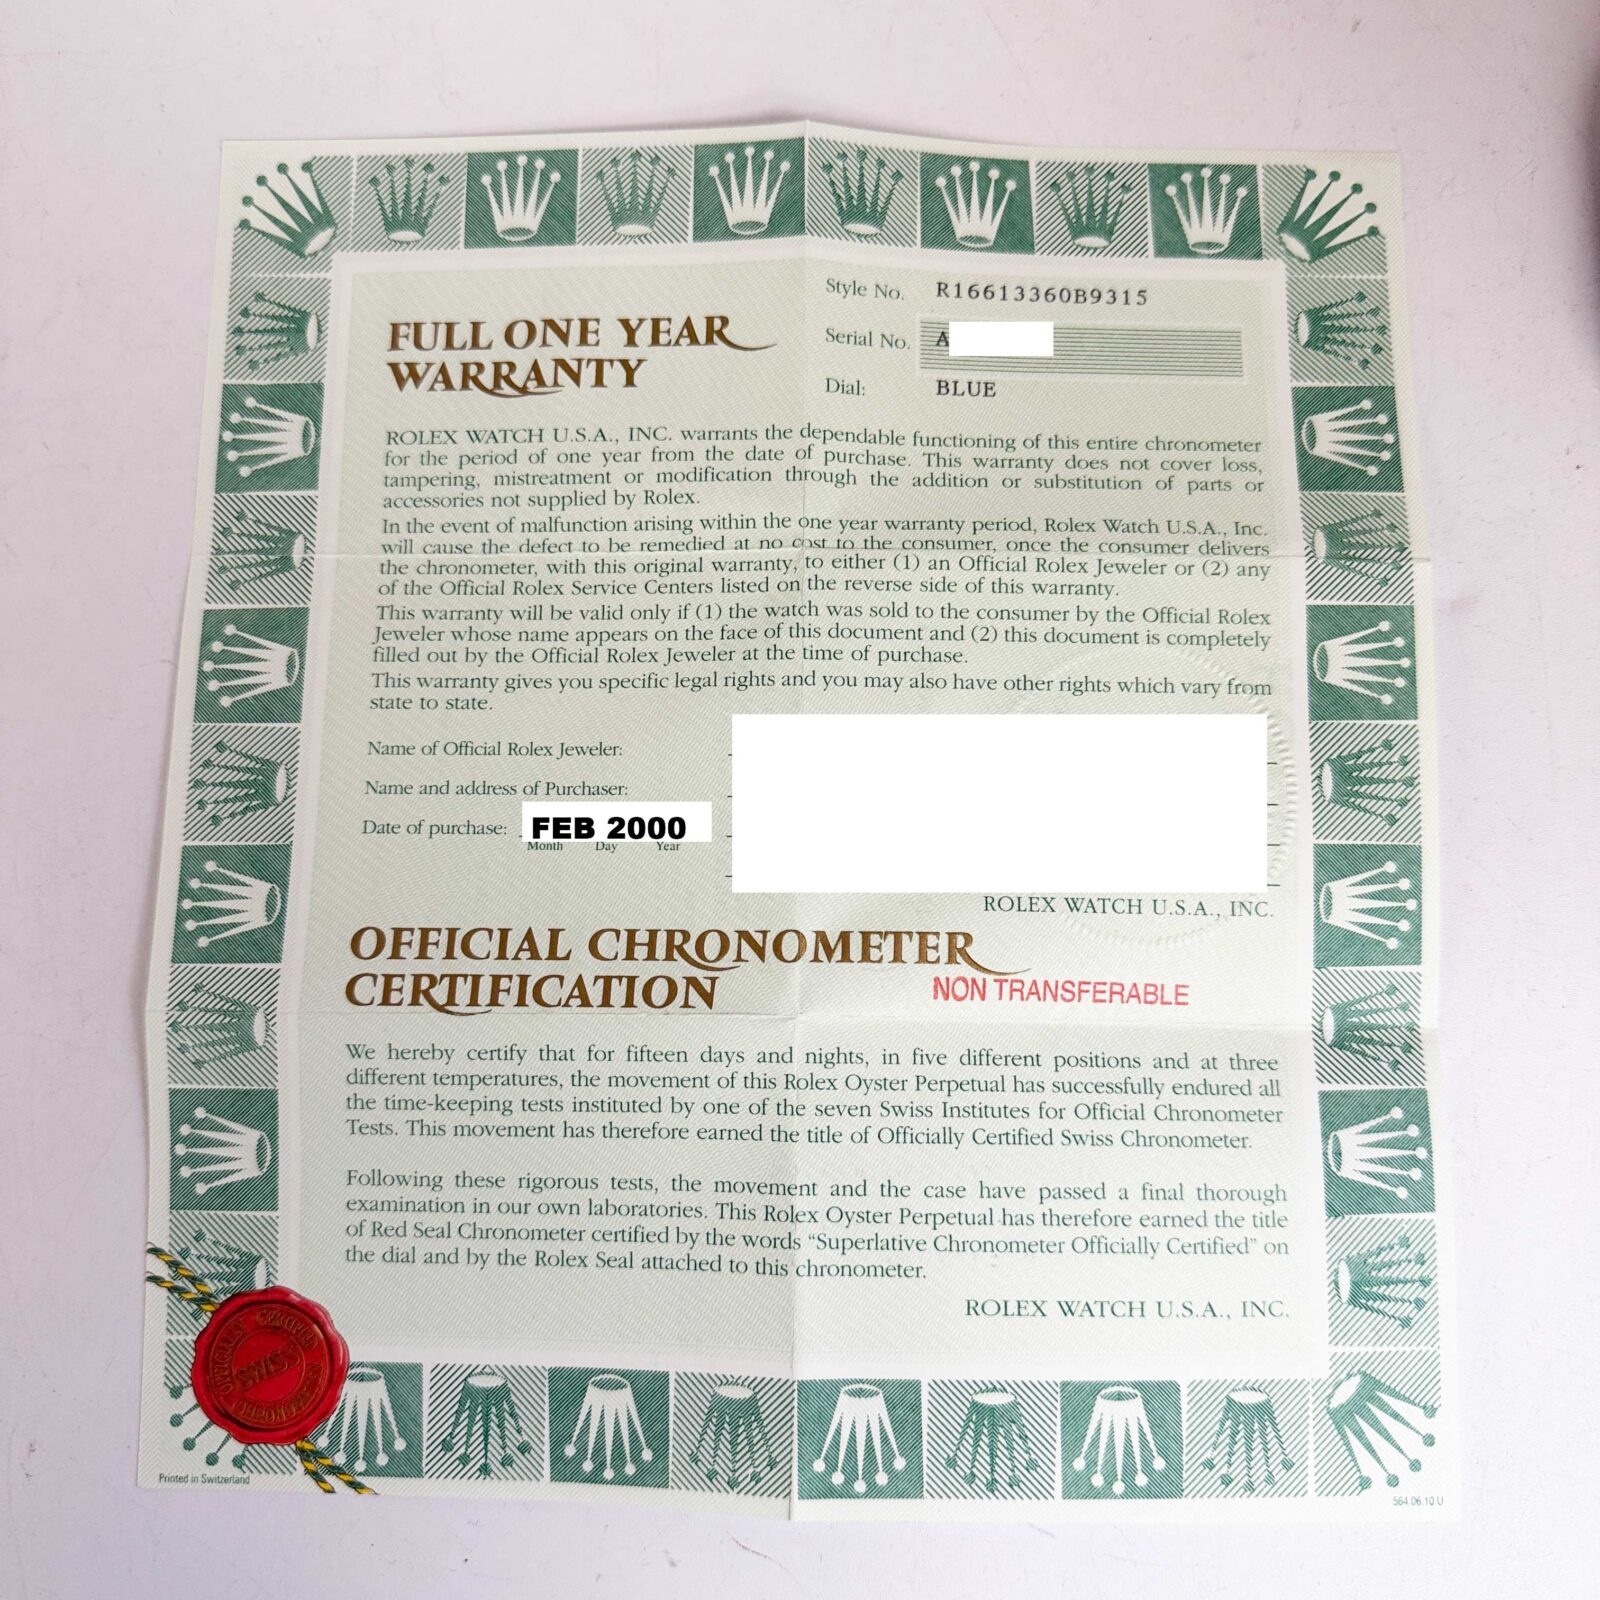 Style No. R16613360B9315
FULL ONE YEAR
WARRANTY
Serial No. A
Dial: BLUE
ROLEX WATCH U.S.A., INC. warrants the dependable functioning of this entire chronometer
for the period of one year from the date of purchase. This warranty does not cover loss,
tampering, mistreatment or modification through the addition or substitution of parts or
accessories not supplied by Rolex.
In the event of malfunction arising within the one year warranty period, Rolex Watch U.S.A., Inc.
will cause the defect to be remedied at no cost to the consumer, once the consumer delivers
the chronometer, with this original warranty, to either (1) an Official Rolex Jeweler or (2) any
of the Official Rolex Service Centers listed on the reverse side of this warranty.
This warranty will be valid only if (1) the watch was sold to the consumer by the Official Rolex
Jeweler whose name appears on the face of this document and (2) this document is completely
filled out by the Official Rolex Jeweler at the time of purchase.
This warranty gives you specific legal rights and you may also have other rights which vary from
state to state.
Name of Official Rolex Jeweler:
Name and address of Purchaser:
Date of purchase: FEB 2000
Month Day Year
ROLEX WATCH U.S.A., INC.
OFFICIAL CHRONOMETER
CERTIFICATION
NON TRANSFERABLE
We hereby certify that for fifteen days and nights, in five different positions and at three
different temperatures, the movement of this Rolex Oyster Perpetual has successfully endured all
the time-keeping tests instituted by one of the seven Swiss Institutes for Official Chronometer
Tests. This movement has therefore earned the title of Officially Certified Swiss Chronometer.
Following these rigorous tests, the movement and the case have passed a final thorough
examination in our own laboratories. This Rolex Oyster Perpetual has therefore earned the title
of Red Seal Chronometer certified by the words “Superlative Chronometer Officially Certified” on
the dial and by the Rolex Seal attached to this chronometer.
ROLEX WATCH U.S.A., INC.
OFFICIALLY CERTIFIED
SWISS
CHRONOMETER
Printed in Switzerland
564.06.10 U